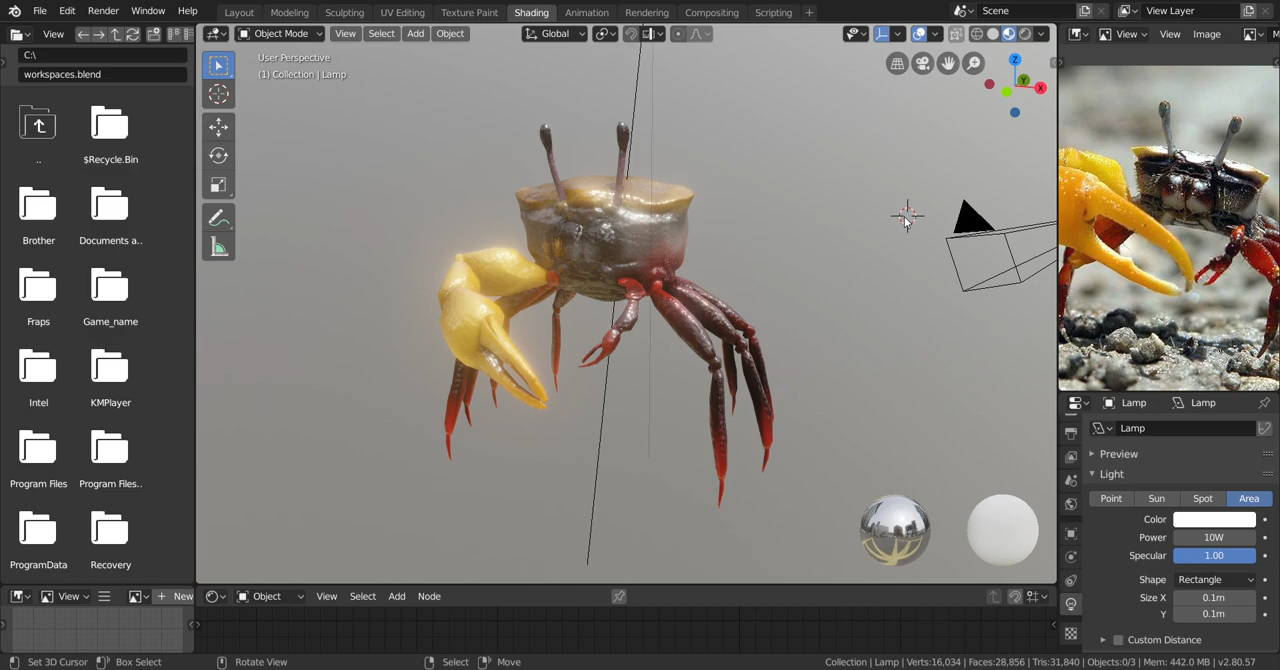 File Edit Render Window Help Layout Modeling Sculpting UV Editing Texture Paint Shading Animation Rendering Compositing Scripting + Scene View Layer
View Object Mode View Select Add Object Global View View Image
C:\
workspaces.blend
User Perspective
(1) Collection | Lamp
Z
Y
X
.. $Recycle.Bin
Brother Documents a..
Fraps Game_name
Intel KMPlayer
Program Files Program Files..
ProgramData Recovery
Lamp Lamp
Lamp
Preview
Light
Point Sun Spot Area
Color
Power 10W
Specular 1.00
Shape Rectangle
Size X 0.1m
Y 0.1m
Custom Distance
View + New Object View Select Add Node
Set 3D Cursor Box Select Rotate View Select Move Collection | Lamp | Verts:16,034 | Faces:28,856 | Tris:31,840 | Objects:0/3 | Mem: 442.0 MB | v2.80.57